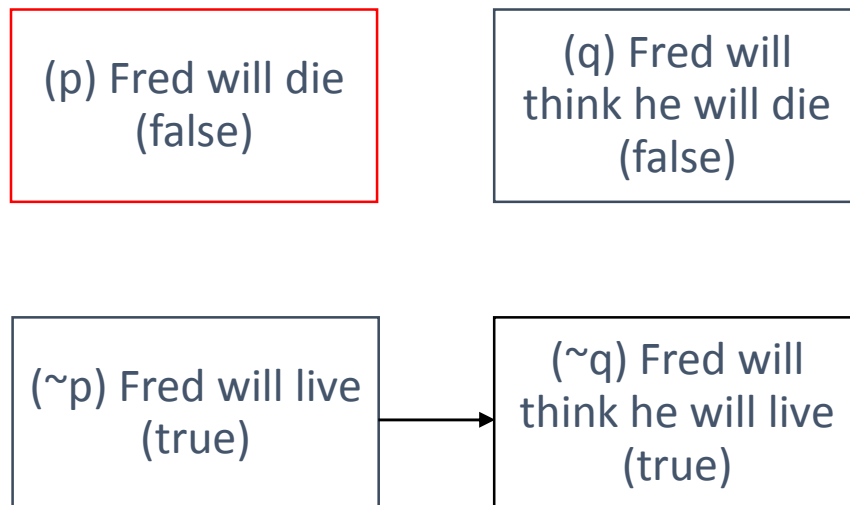 (p) Fred will die
(false)
(q) Fred will
think he will die
(false)
(~p) Fred will live
(true)
(~q) Fred will
think he will live
(true)